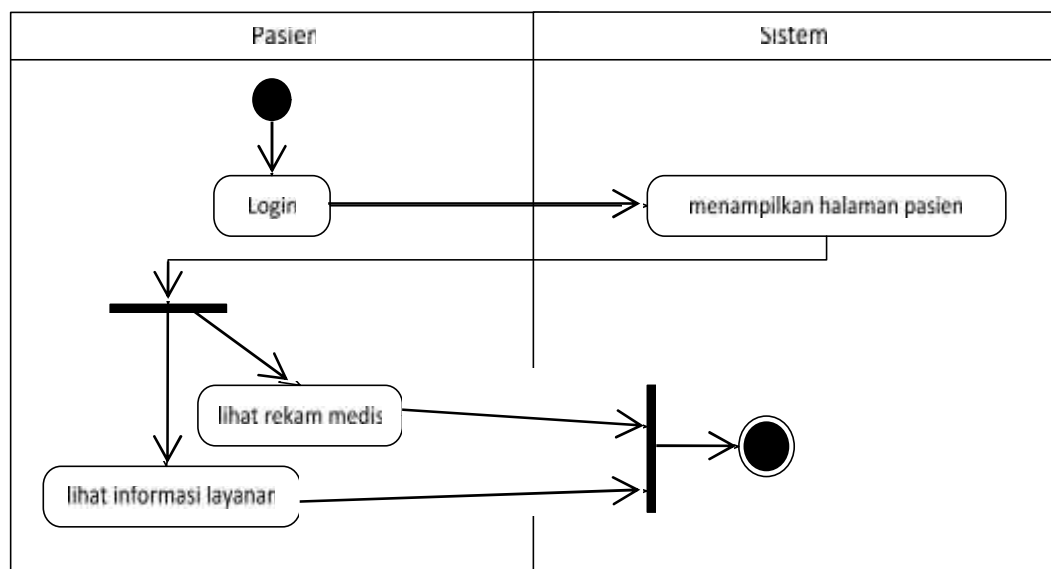 Pasien
Sistem
Login
menampilkan halaman pasien
lihat rekam medis
lihat informasi layanan